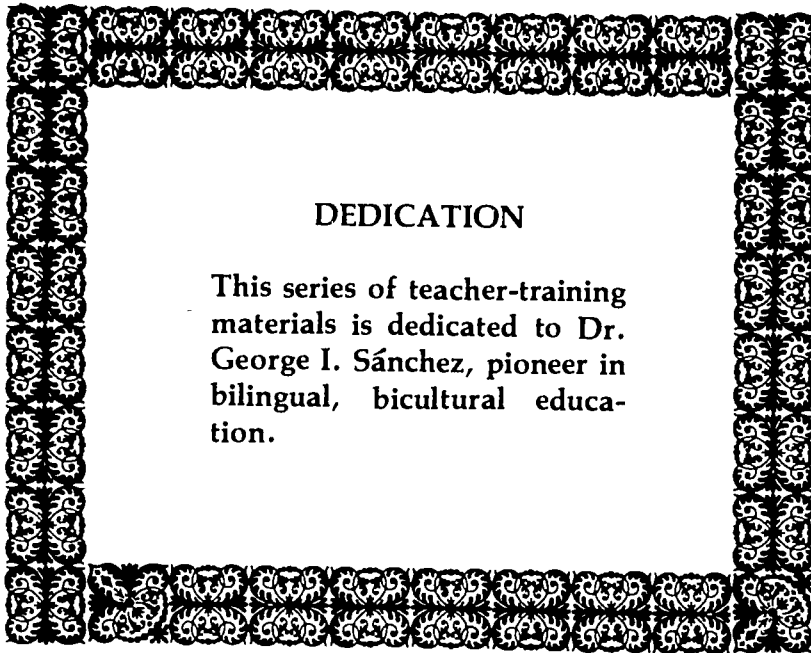 DEDICATION
This series of teacher-training
materials is dedicated to Dr.
George I. Sánchez, pioneer in
bilingual, bicultural educa-
tion.